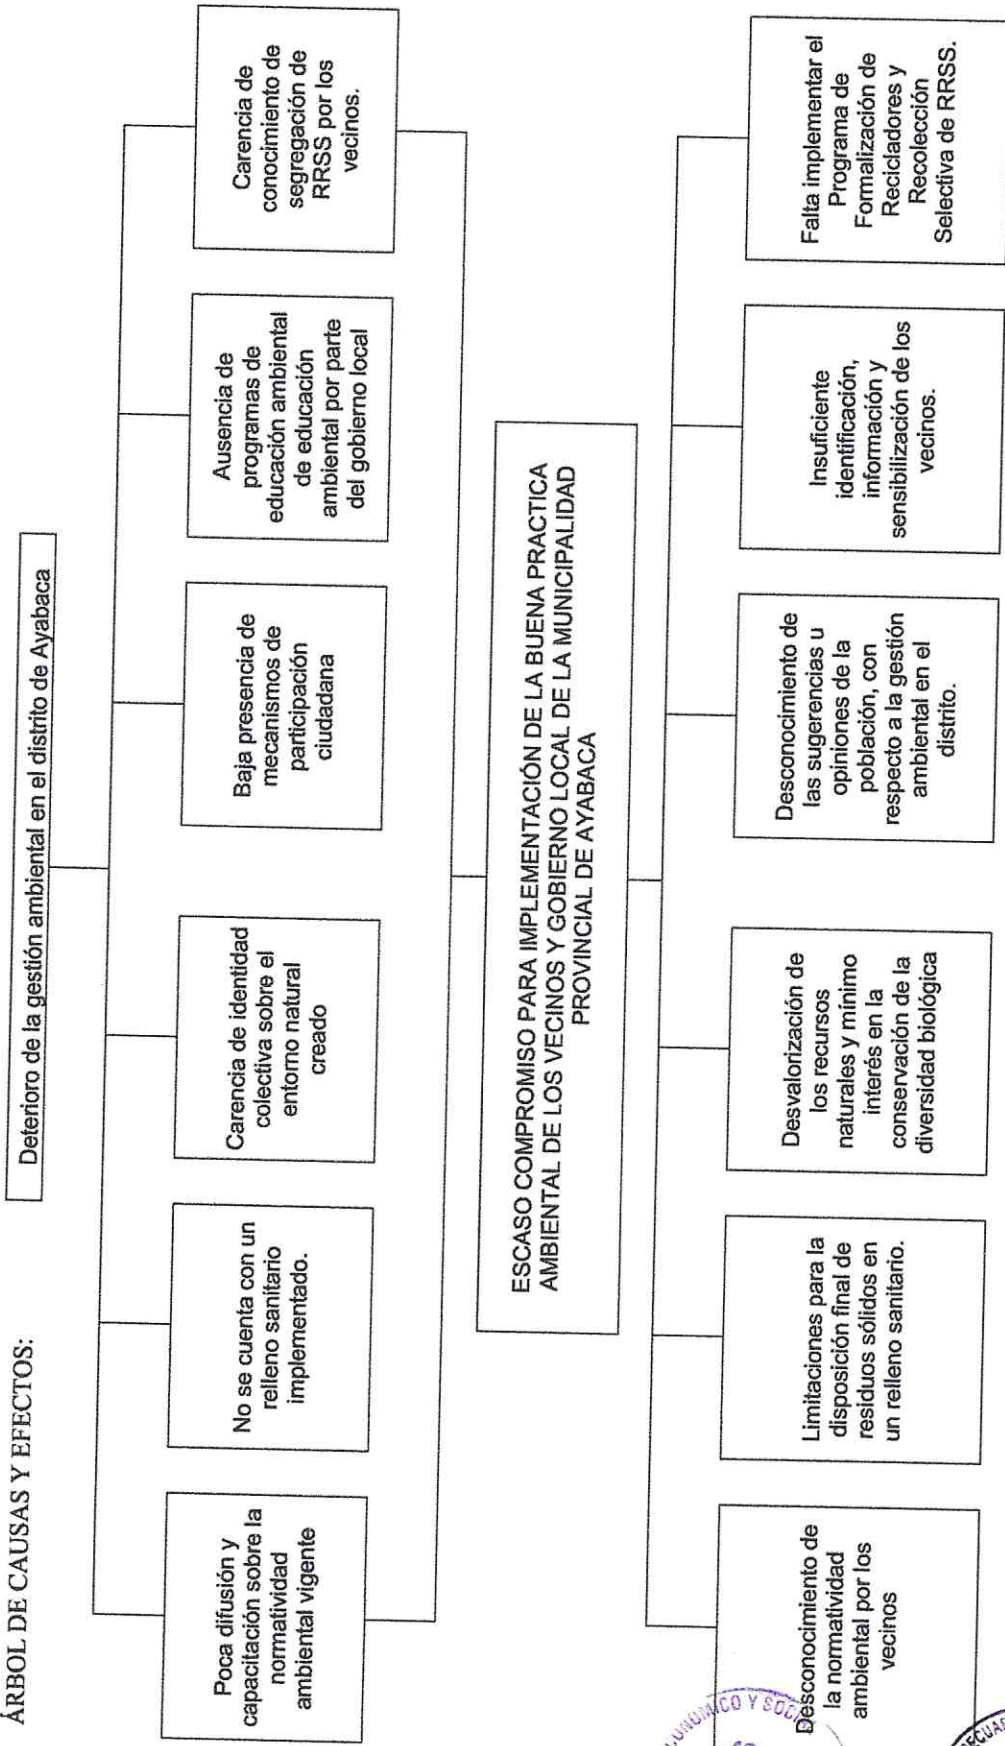 ÁRBOL DE CAUSAS Y EFECTOS:
Deterioro de la gestión ambiental en el distrito de Ayabaca
Poca difusión y
capacitación sobre la
normatividad
ambiental vigente
No se cuenta con un
relleno sanitario
implementado.
Carencia de identidad
colectiva sobre el
entorno natural
creado
Baja presencia de
mecanismos de
participación
ciudadana
Ausencia de
programas de
educación ambiental
de educación
ambiental por parte
del gobierno local
Carencia de
conocimiento de
segregación de
RRSS por los
vecinos.
ESCASO COMPROMISO PARA IMPLEMENTACIÓN DE LA BUENA PRACTICA
AMBIENTAL DE LOS VECINOS Y GOBIERNO LOCAL DE LA MUNICIPALIDAD
PROVINCIAL DE AYABACA
Desconocimiento de
la normatividad
ambiental por los
vecinos
Limitaciones para la
disposición final de
residuos sólidos en
un relleno sanitario.
Desvalorización de
los recursos
naturales y mínimo
interés en la
conservación de la
diversidad biológica
Desconocimiento de
las sugerencias u
opiniones de la
población, con
respecto a la gestión
ambiental en el
distrito.
Insuficiente
identificación,
información y
sensibilización de los
vecinos.
Falta implementar el
Programa de
Formalización de
Recicladores y
Recolección
Selectiva de RRSS.